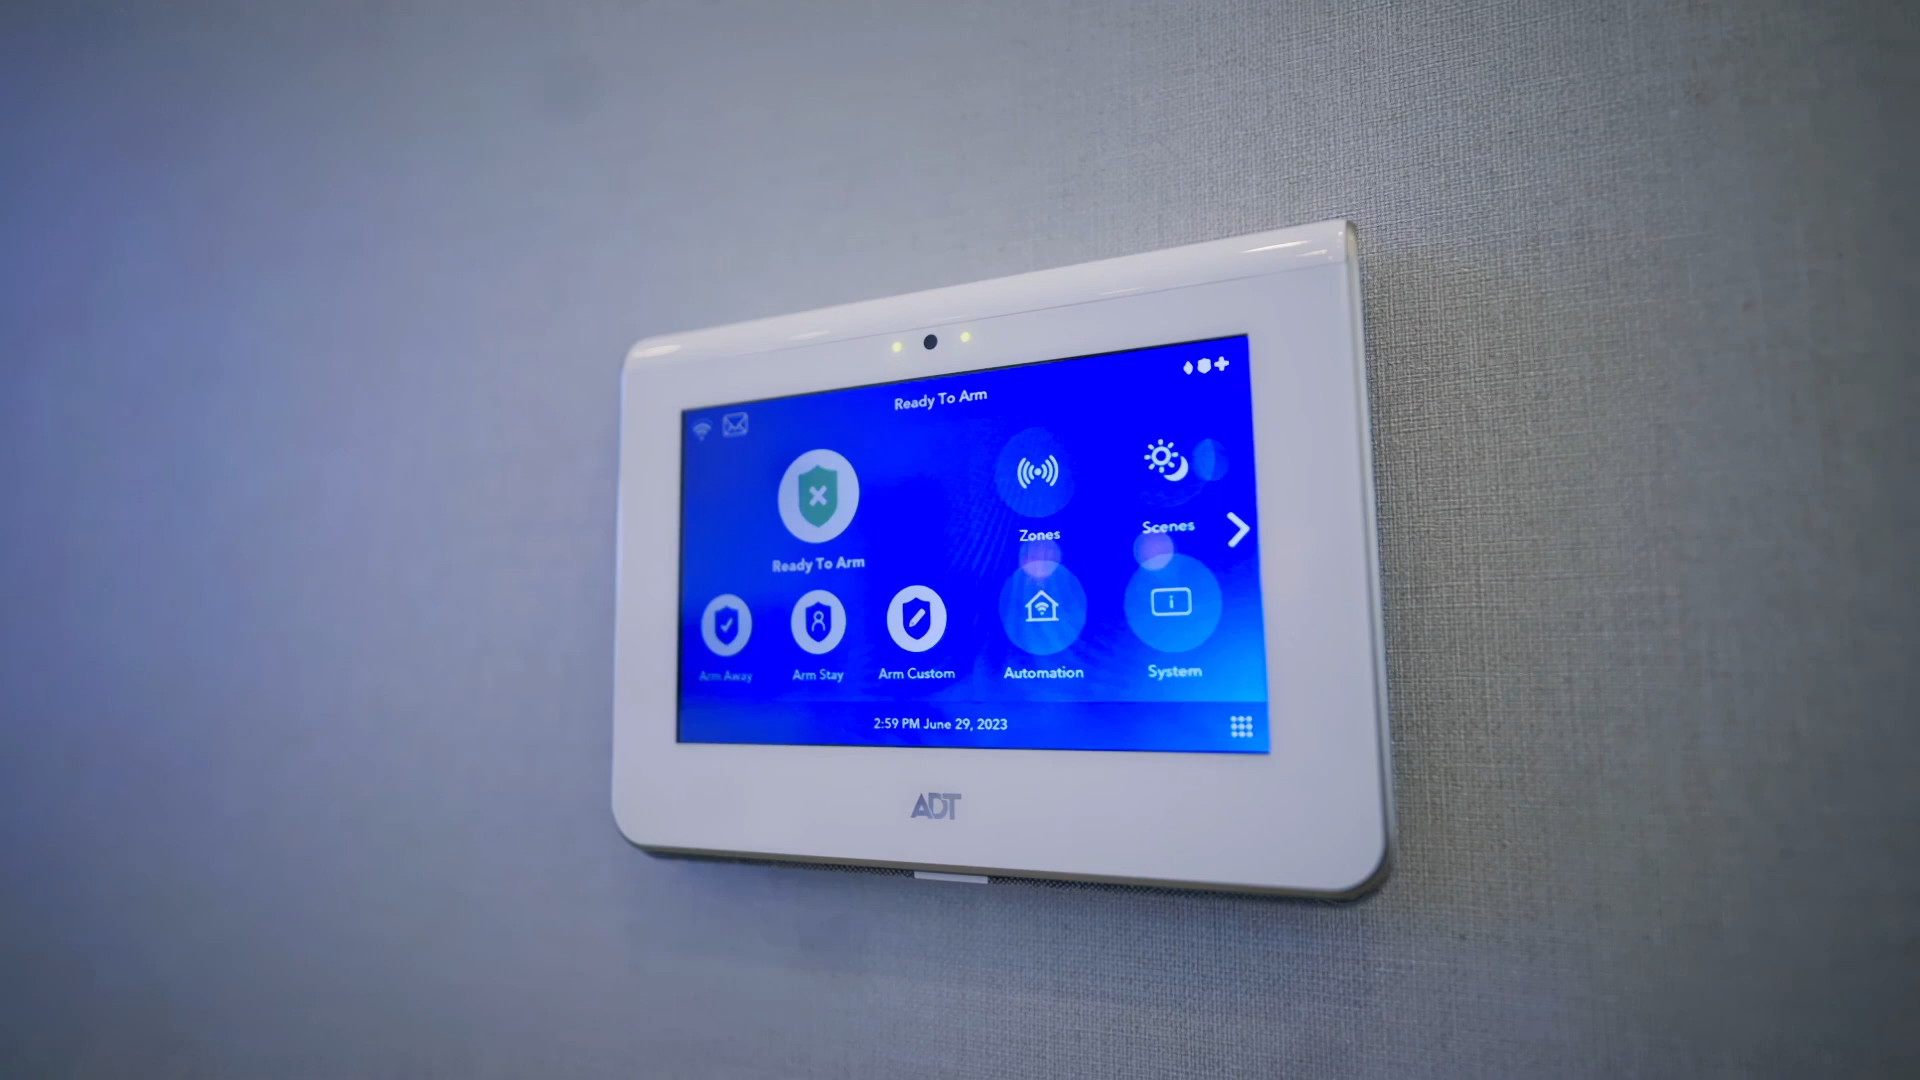 Ready To Arm
Ready To Arm
Zones
Scenes
Arm Away
Arm Stay
Arm Custom
Automation
System
2:59 PM June 29, 2023
ADT